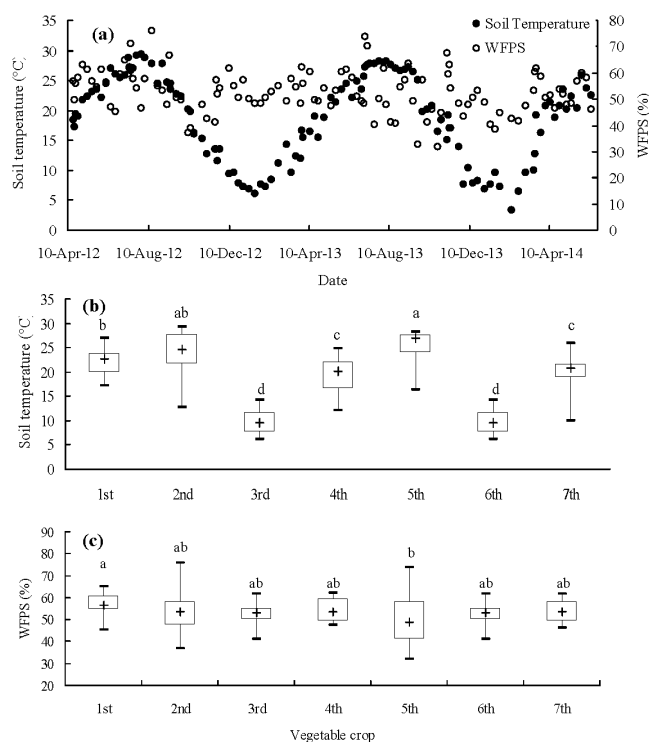 (a)
Soil Temperature
WFPS
35
30
25
20
15
10
5
0
Soil temperature (°C)
80
70
60
50
40
30
20
10
0
WFPS (%)
10-Apr-12 10-Aug-12 10-Dec-12 10-Apr-13 10-Aug-13 10-Dec-13 10-Apr-14
Date
(b)
35
30
25
20
15
10
5
0
Soil temperature (°C)
b ab d c a d c
1st 2nd 3rd 4th 5th 6th 7th
(c)
90
80
70
60
50
40
30
20
WFPS (%)
a ab ab ab b ab ab
1st 2nd 3rd 4th 5th 6th 7th
Vegetable crop